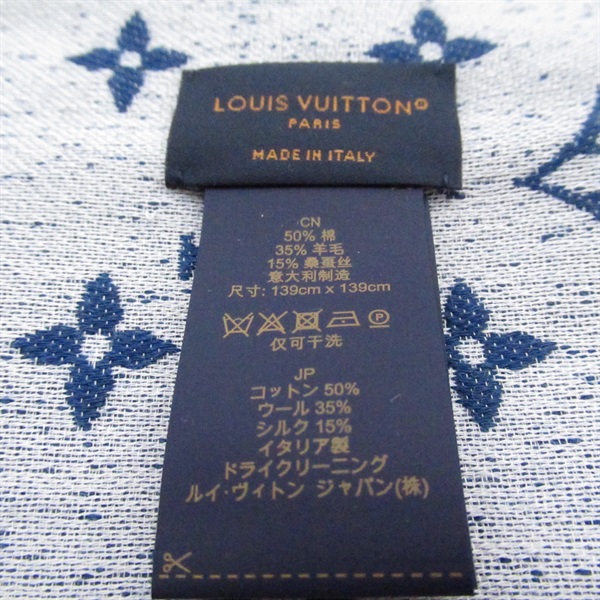 LOUIS VUITTON
PARIS
MADE IN ITALY
CN
50% 棉
35% 羊毛
15% 桑蚕丝
意大利制造
尺寸: 139cm x 139cm
仅可干洗
JP
コットン 50%
ウール 35%
シルク 15%
イタリア製
ドライクリーニング
ルイ・ヴィトン ジャパン(株)